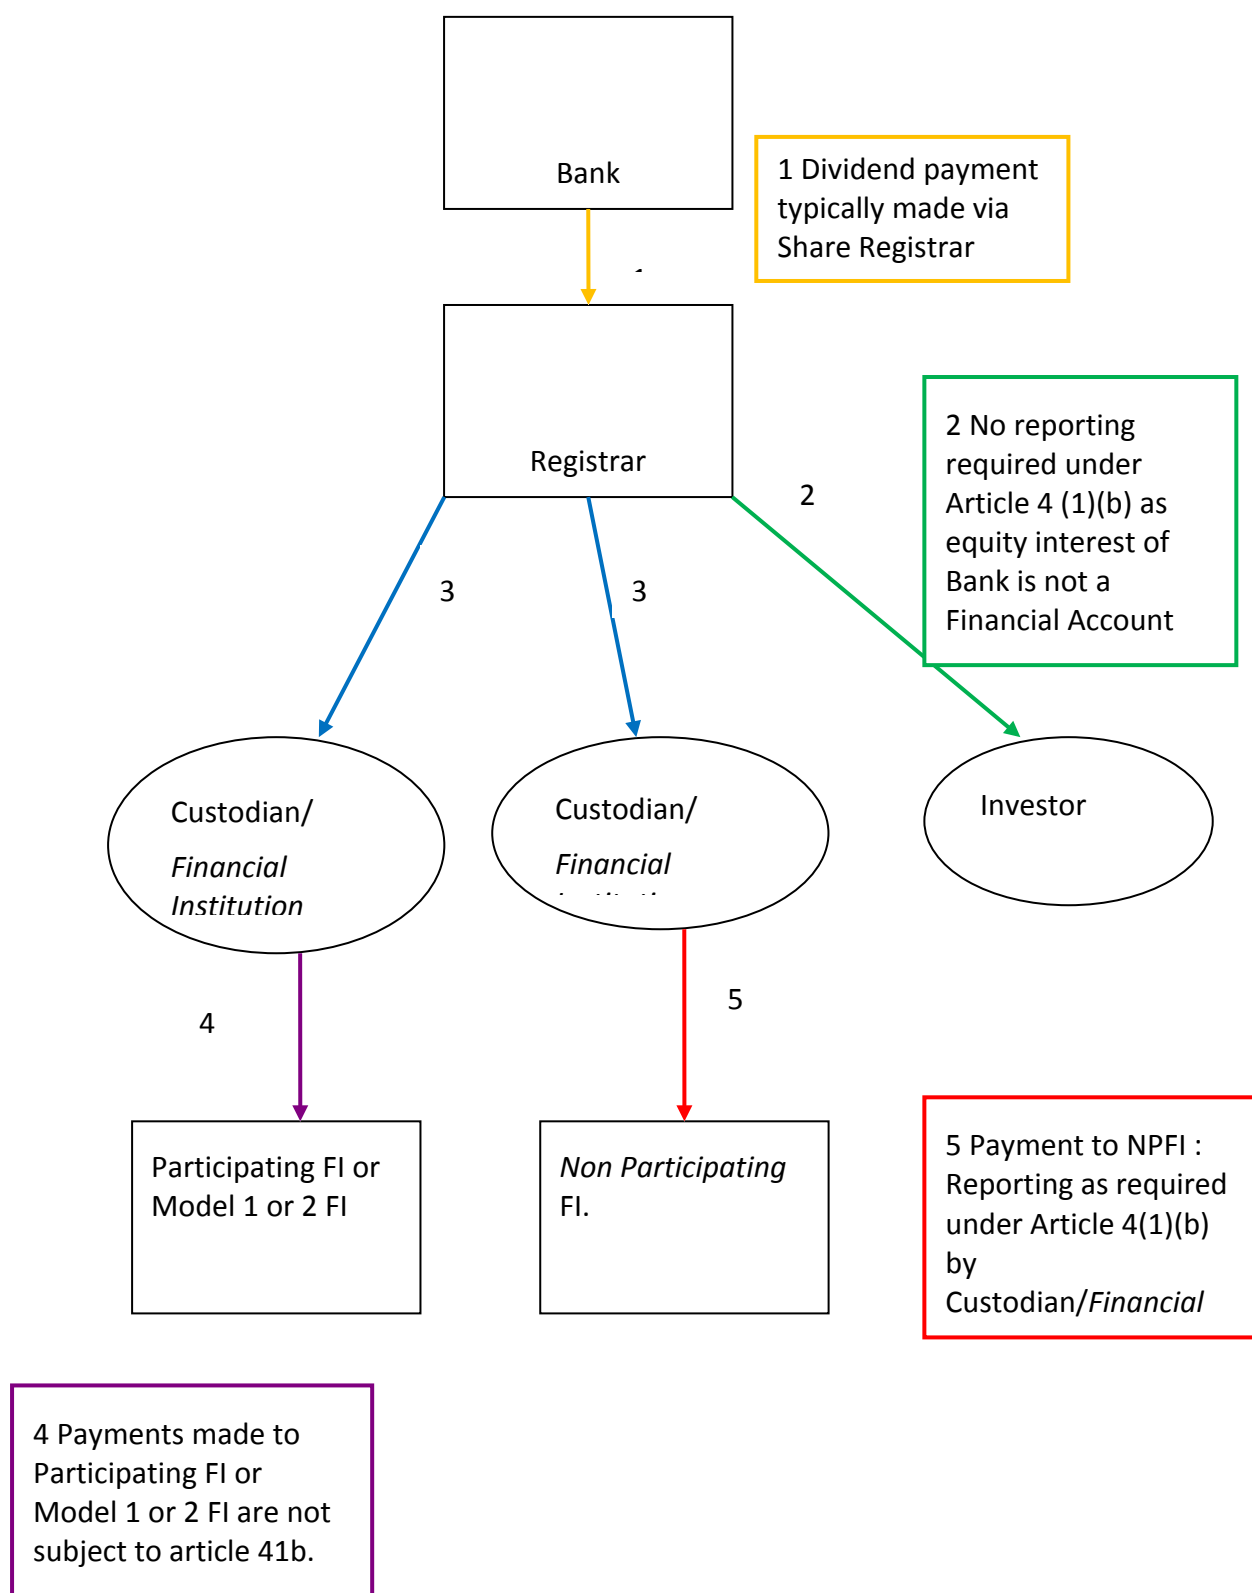 Bank
1 Dividend payment
typically made via
Share Registrar
Registrar
2 No reporting
required under
Article 4 (1)(b) as
equity interest of
Bank is not a
Financial Account
2
3
3
Custodian/
Financial
Institution
Custodian/
Financial
Investor
4
5
Participating FI or
Model 1 or 2 FI
Non Participating
FI.
5 Payment to NPFI :
Reporting as required
under Article 4(1)(b)
by
Custodian/Financial
4 Payments made to
Participating FI or
Model 1 or 2 FI are not
subject to article 41b.